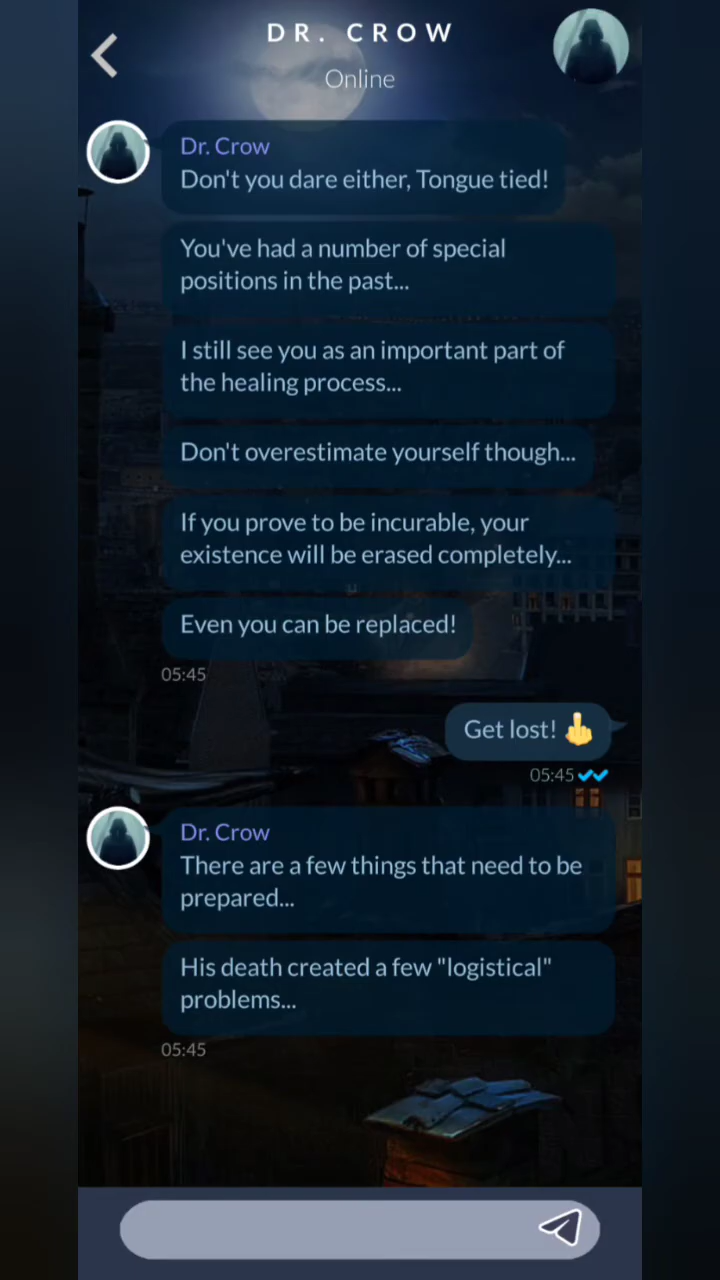 DR. CROW
Online
Dr. Crow
Don't you dare either, Tongue tied!
You've had a number of special
positions in the past...
I still see you as an important part of
the healing process...
Don't overestimate yourself though...
If you prove to be incurable, your
existence will be erased completely...
Even you can be replaced!
05:45
Get lost! 🖕
05:45
Dr. Crow
There are a few things that need to be
prepared...
His death created a few "logistical"
problems...
05:45